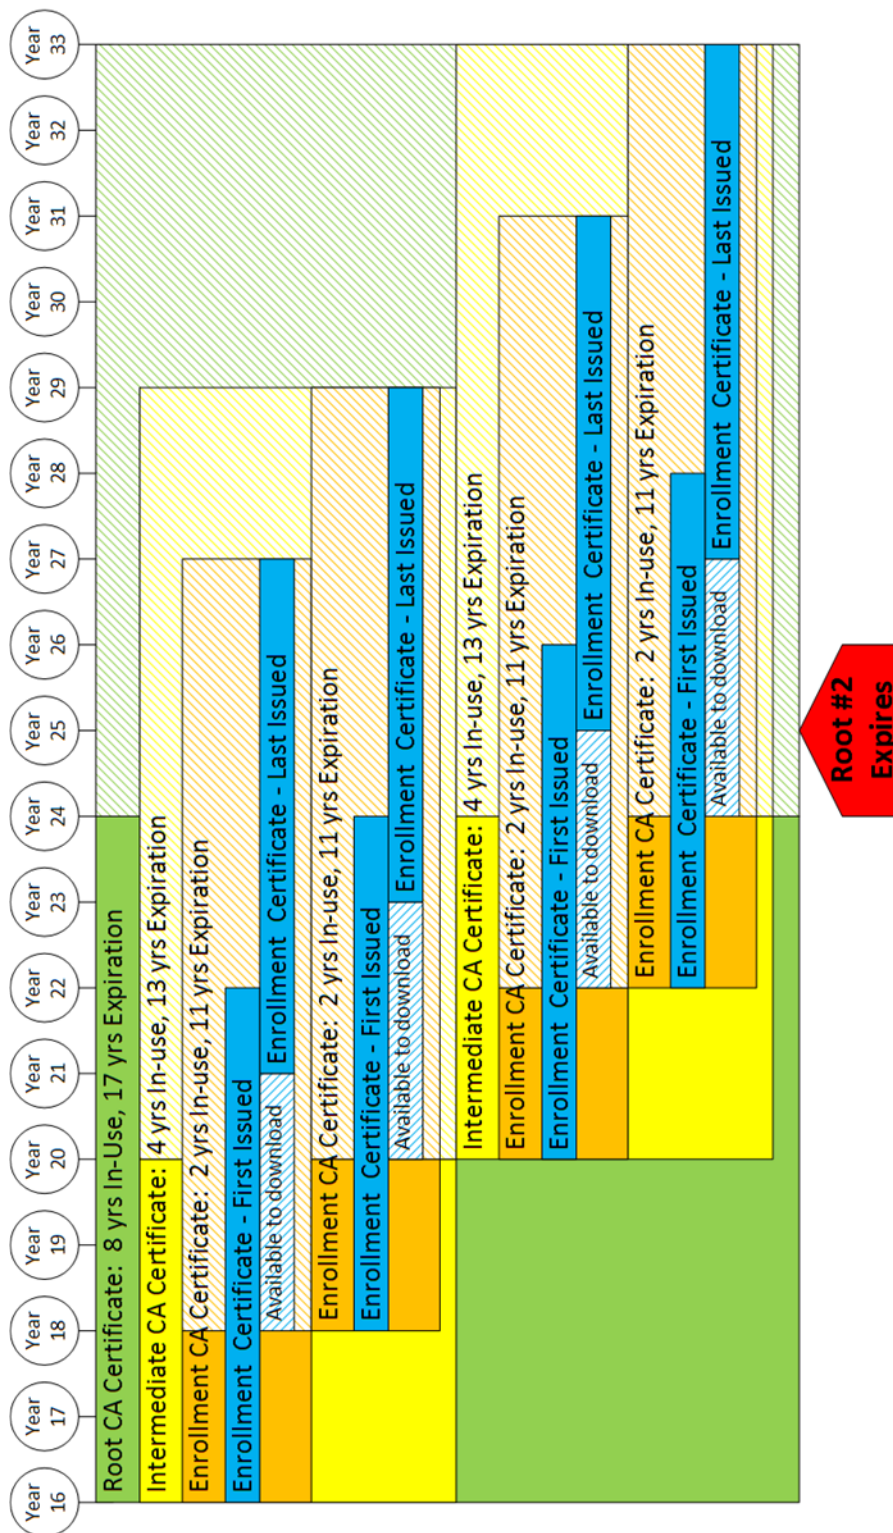 Year
16
Year
17
Year
18
Year
19
Year
20
Year
21
Year
22
Year
23
Year
24
Year
25
Year
26
Year
27
Year
28
Year
29
Year
30
Year
31
Year
32
Year
33
Root CA Certificate: 8 yrs In-Use, 17 yrs Expiration
Intermediate CA Certificate: 4 yrs In-use, 13 yrs Expiration
Enrollment CA Certificate: 2 yrs In-use, 11 yrs Expiration
Enrollment Certificate - First Issued
Available to download
Enrollment Certificate - Last Issued
Enrollment CA Certificate: 2 yrs In-use, 11 yrs Expiration
Enrollment Certificate - First Issued
Available to download
Enrollment Certificate - Last Issued
Intermediate CA Certificate: 4 yrs In-use, 13 yrs Expiration
Enrollment CA Certificate: 2 yrs In-use, 11 yrs Expiration
Enrollment Certificate - First Issued
Available to download
Enrollment Certificate - Last Issued
Enrollment CA Certificate: 2 yrs In-use, 11 yrs Expiration
Enrollment Certificate - First Issued
Available to download
Enrollment Certificate - Last Issued
Root #2
Expires